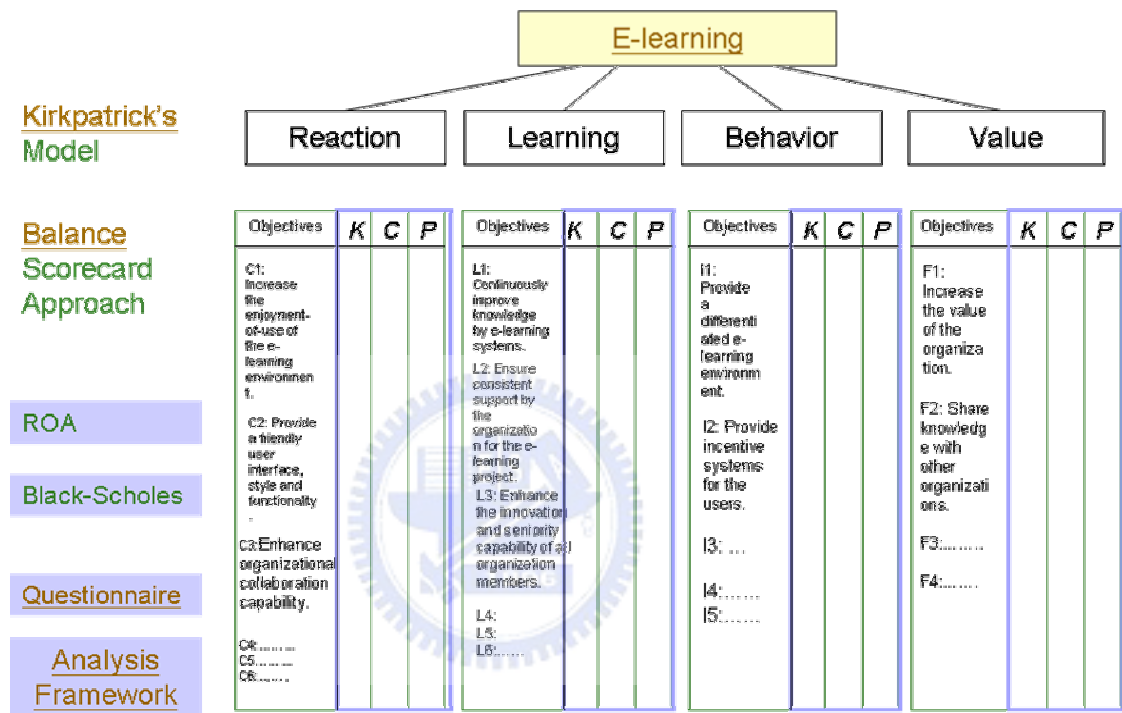 E-learning
Kirkpatrick's
Model
Reaction
Learning
Behavior
Value
Balance
Scorecard
Approach
ROA
Black-Scholes
Questionnaire
Analysis
Framework
Objectives K C P
C1:
Increase
the
enjoyment-
of-use of
the e-
learning
environmen
t.
C2: Provide
a friendly
user
interface,
style and
functionality
.
C3:Enhance
organizational
collaboration
capability.
C4:.........
C5.........
C6:........
Objectives K C P
L1:
Continuously
improve
knowledge
by e-learning
systems.
L2: Ensure
consistent
support by
the
organizatio
n for the e-
learning
project.
L3: Enhance
the innovation
and seniority
capability of all
organization
members.
L4:
L5:
L6:......
Objectives K C P
I1:
Provide
a
differenti
ated e-
learning
environm
ent.
I2: Provide
incentive
systems
for the
users.
I3: ...
I4:......
I5:......
Objectives K C P
F1:
Increase
the value
of the
organiza
tion.
F2: Share
knowledg
e with
other
organizati
ons.
F3:.......
F4:......